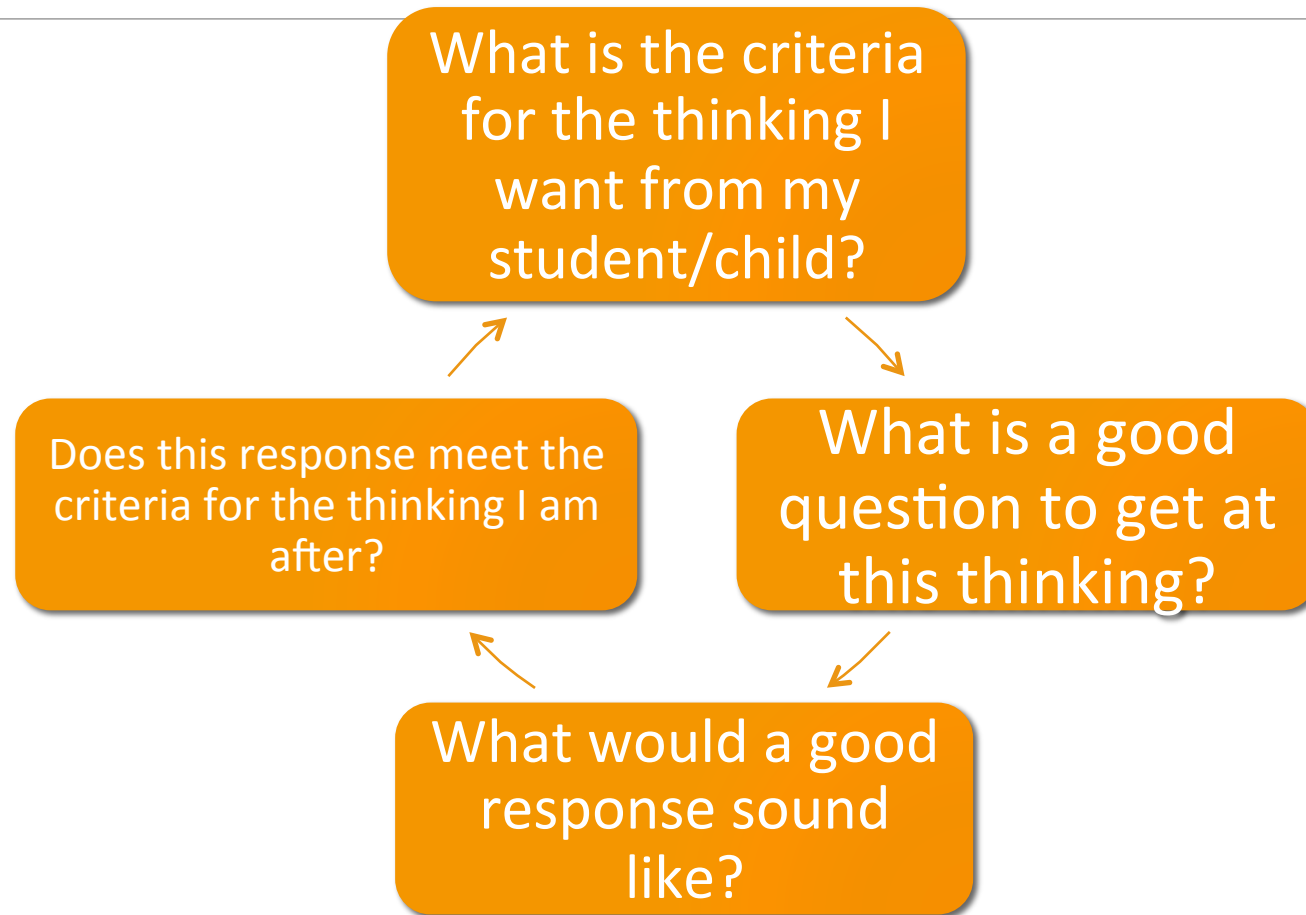 What is the criteria
for the thinking I
want from my
student/child?
What is a good
question to get at
this thinking?
What would a good
response sound
like?
Does this response meet the
criteria for the thinking I am
after?